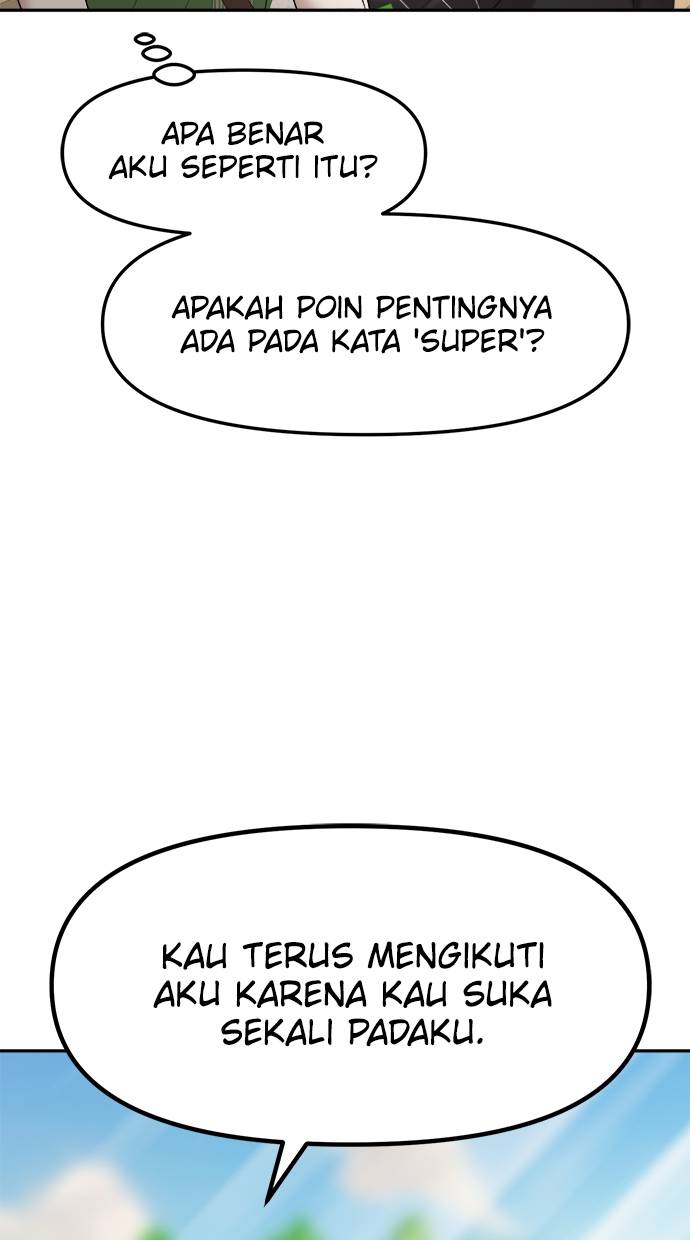 APA BENAR
AKU SEPERTI ITU?
APAKAH POIN PENTINGNYA
ADA PADA KATA 'SUPER'?
KAU TERUS MENGIKUTI
AKU KARENA KAU SUKA
SEKALI PADAKU.